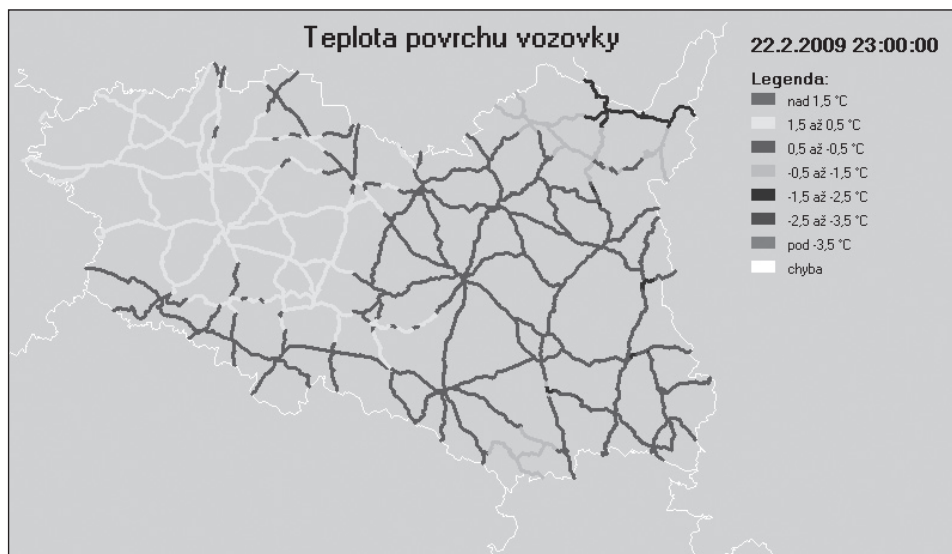 Teplota povrchu vozovky
22.2.2009 23:00:00
Legenda:
nad 1,5 °C
1,5 až 0,5 °C
0,5 až -0,5 °C
-0,5 až -1,5 °C
-1,5 až -2,5 °C
-2,5 až -3,5 °C
pod -3,5 °C
chyba